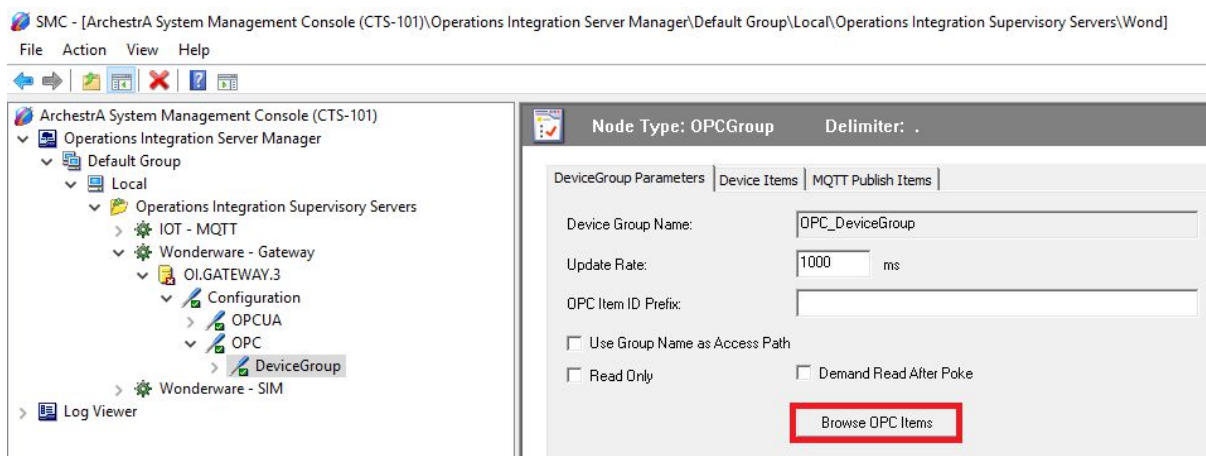 SMC - [ArchestrA System Management Console (CTS-101)\Operations Integration Server Manager\Default Group\Local\Operations Integration Supervisory Servers\Wond]
File Action View Help
ArchestrA System Management Console (CTS-101)
Operations Integration Server Manager
Default Group
Local
Operations Integration Supervisory Servers
IOT - MQTT
Wonderware - Gateway
OI.GATEWAY.3
Configuration
OPCUA
OPC
DeviceGroup
Wonderware - SIM
Log Viewer
Node Type: OPCGroup Delimiter: .
DeviceGroup Parameters Device Items MQTT Publish Items
Device Group Name: OPC_DeviceGroup
Update Rate: 1000 ms
OPC Item ID Prefix:
Use Group Name as Access Path
Read Only Demand Read After Poke
Browse OPC Items